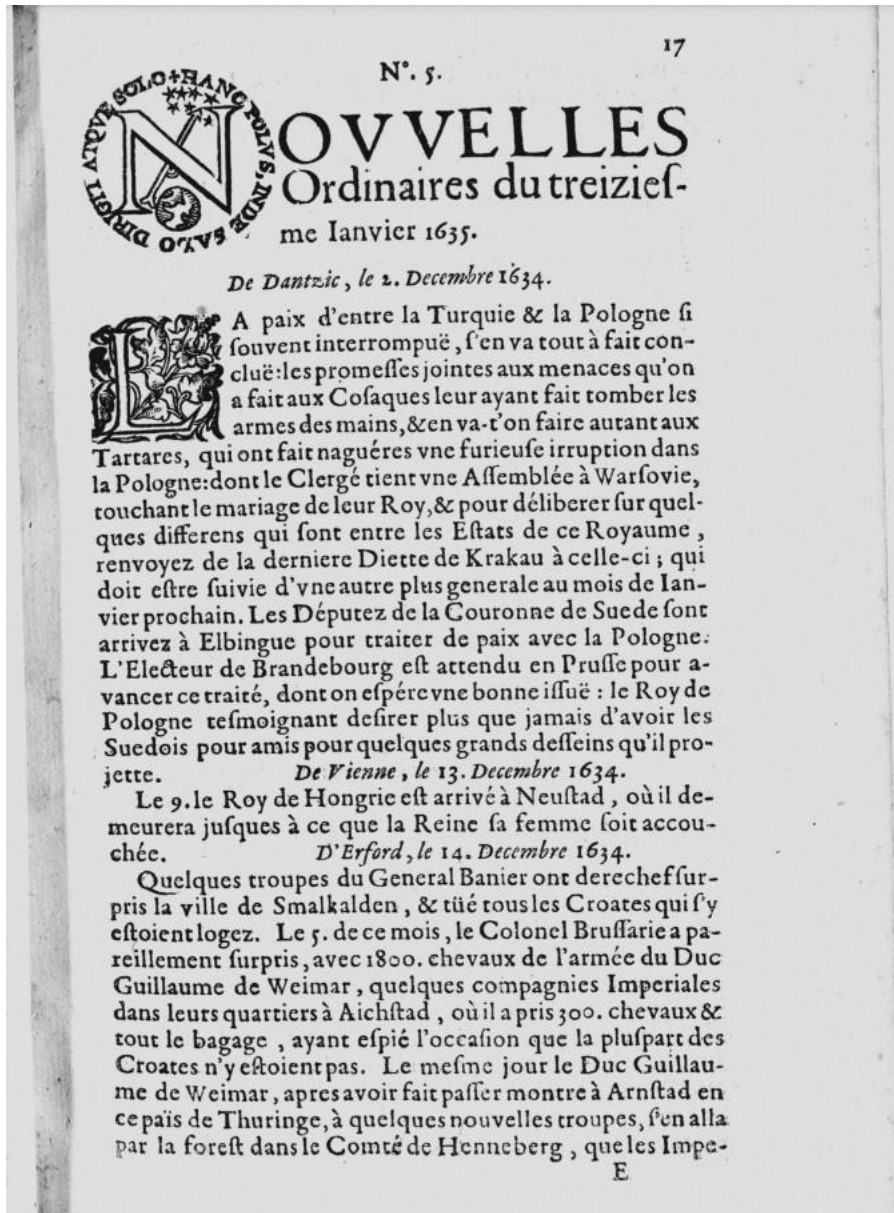 17
N°. 5.
HANC POLVS, INDE SALO DIRIGIT ATQVE SOLO
NOVVELLES
Ordinaires du treizieſ-
me Ianvier 1635.
De Dantzic, le 2. Decembre 1634.
LA paix d'entre la Turquie & la Pologne ſi
ſouvent interrompuë, ſ'en va tout à fait con-
cluë: les promeſſes jointes aux menaces qu'on
a fait aux Coſaques leur ayant fait tomber les
armes des mains, & en va-t'on faire autant aux
Tartares, qui ont fait naguéres vne furieuſe irruption dans
la Pologne: dont le Clergé tient vne Aſſemblée à Warſovie,
touchant le mariage de leur Roy, & pour déliberer ſur quel-
ques differens qui ſont entre les Eſtats de ce Royaume,
renvoyez de la derniere Diette de Krakau à celle-ci; qui
doit eſtre ſuivie d'vne autre plus generale au mois de Ian-
vier prochain. Les Députez de la Couronne de Suede ſont
arrivez à Elbingue pour traiter de paix avec la Pologne.
L'Electeur de Brandebourg eſt attendu en Pruſſe pour a-
vancer ce traité, dont on eſpére vne bonne iſſuë : le Roy de
Pologne teſmoignant deſirer plus que jamais d'avoir les
Suedois pour amis pour quelques grands deſſeins qu'il pro-
jette. De Vienne, le 13. Decembre 1634.
Le 9. le Roy de Hongrie eſt arrivé à Neuſtad, où il de-
meurera juſques à ce que la Reine ſa femme ſoit accou-
chée. D'Erford, le 14. Decembre 1634.
Quelques troupes du General Banier ont derechef ſur-
pris la ville de Smalkalden, & tüé tous les Croates qui ſ'y
eſtoient logez. Le 5. de ce mois, le Colonel Bruſſarie a pa-
reillement ſurpris, avec 1800. chevaux de l'armée du Duc
Guillaume de Weimar, quelques compagnies Imperiales
dans leurs quartiers à Aichſtad, où il a pris 300. chevaux &
tout le bagage, ayant eſpié l'occaſion que la pluſpart des
Croates n'y eſtoient pas. Le meſme jour le Duc Guillau-
me de Weimar, apres avoir fait paſſer montre à Arnſtad en
ce païs de Thuringe, à quelques nouvelles troupes, ſ'en alla
par la foreſt dans le Comté de Henneberg, que les Impe-
E